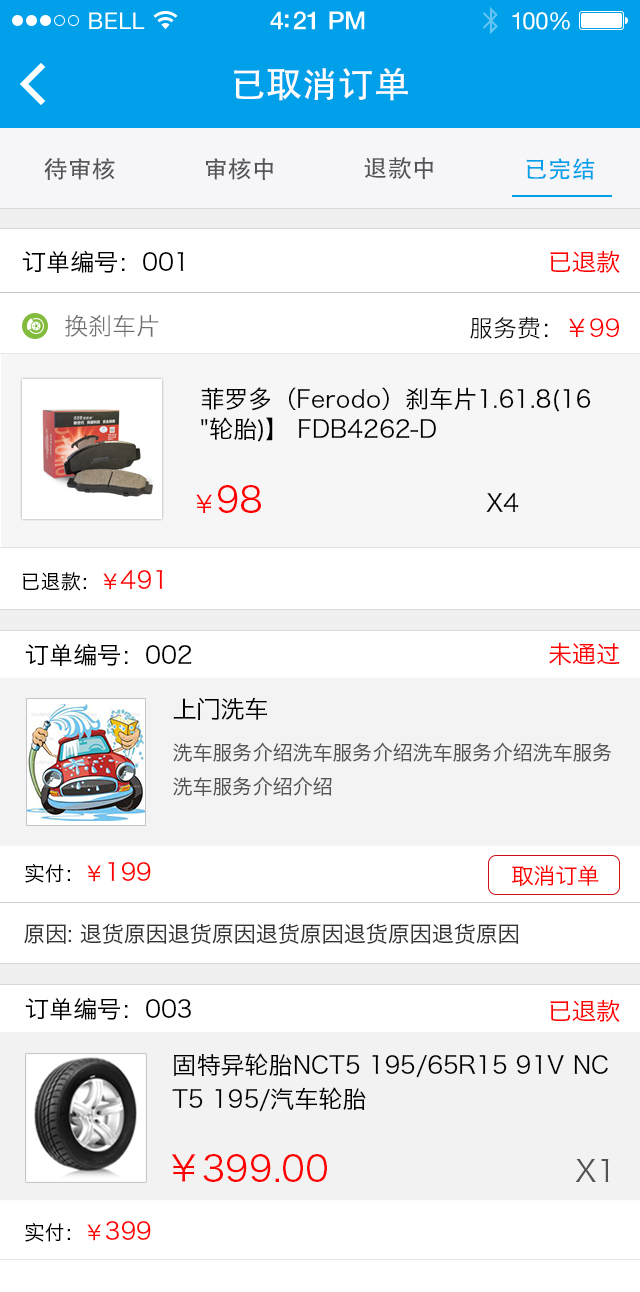 BELL 4:21 PM 100%
已取消订单
待审核 审核中 退款中 已完结
订单编号：001 已退款
换刹车片 服务费：￥99
菲罗多（Ferodo）刹车片1.61.8(16
"轮胎)】 FDB4262-D
￥98 X4
已退款：￥491
订单编号：002 未通过
上门洗车
洗车服务介绍洗车服务介绍洗车服务介绍洗车服务
洗车服务介绍介绍
实付：￥199 取消订单
原因: 退货原因退货原因退货原因退货原因退货原因
订单编号：003 已退款
固特异轮胎NCT5 195/65R15 91V NC
T5 195/汽车轮胎
￥399.00 X1
实付：￥399